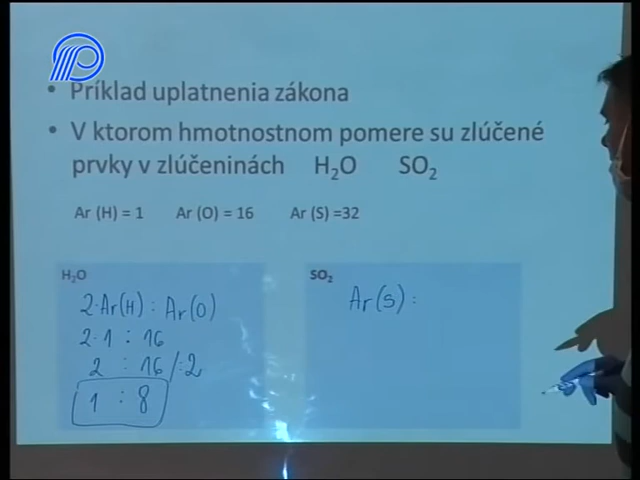 • Príklad uplatnenia zákona
• V ktorom hmotnostnom pomere su zlúčené
prvky v zlúčeninách H₂O SO₂
Ar (H) = 1 Ar (O) = 16 Ar (S) =32
H₂O
2·Ar(H) : Ar(O)
2·1 : 16
2 : 16 /:2
1 : 8
SO₂
Ar(S) :